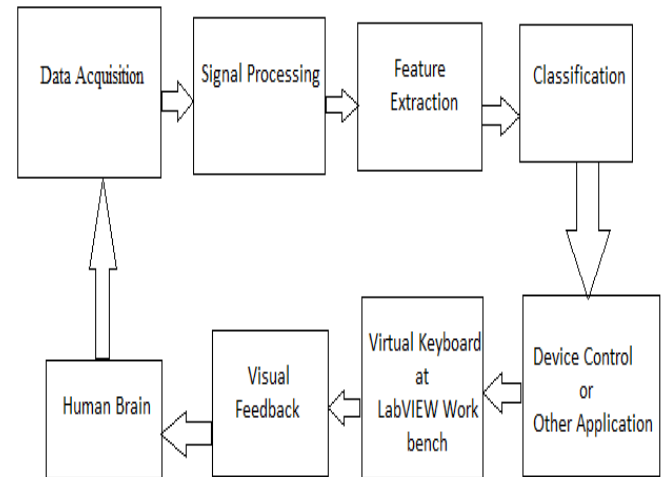 Data Acquisition
Signal Processing
Feature
Extraction
Classification
Human Brain
Visual
Feedback
Virtual Keyboard
at
LabVIEW Work
bench
Device Control
or
Other Application